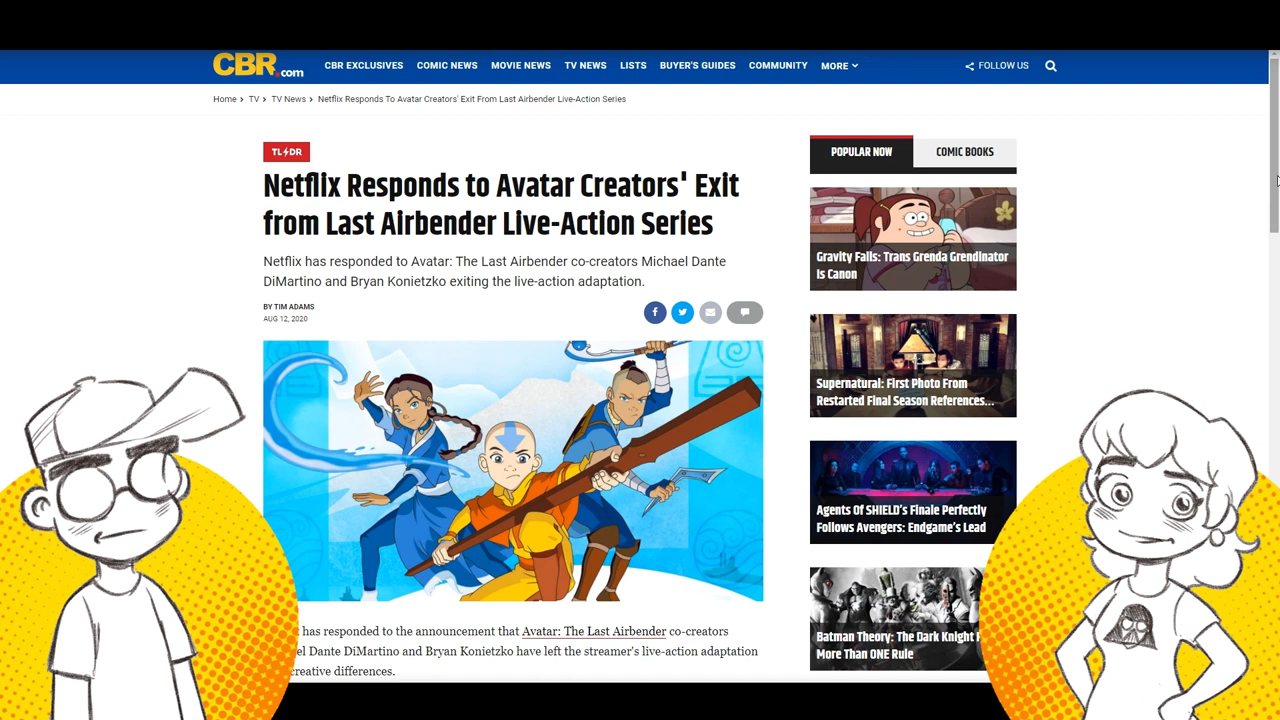 CBR.com
CBR EXCLUSIVES COMIC NEWS MOVIE NEWS TV NEWS LISTS BUYER'S GUIDES COMMUNITY MORE FOLLOW US
Home > TV > TV News > Netflix Responds To Avatar Creators' Exit From Last Airbender Live-Action Series
TL DR
Netflix Responds to Avatar Creators' Exit
from Last Airbender Live-Action Series
Netflix has responded to Avatar: The Last Airbender co-creators Michael Dante
DiMartino and Bryan Konietzko exiting the live-action adaptation.
BY TIM ADAMS
AUG 12, 2020
has responded to the announcement that Avatar: The Last Airbender co-creators
Dante DiMartino and Bryan Konietzko have left the streamer's live-action adaptation
creative differences.
POPULAR NOW COMIC BOOKS
Gravity Falls: Trans Grenda Grendinator
Is Canon
Supernatural: First Photo From
Restarted Final Season References...
Agents Of SHIELD's Finale Perfectly
Follows Avengers: Endgame's Lead
Batman Theory: The Dark Knight
More Than ONE Rule